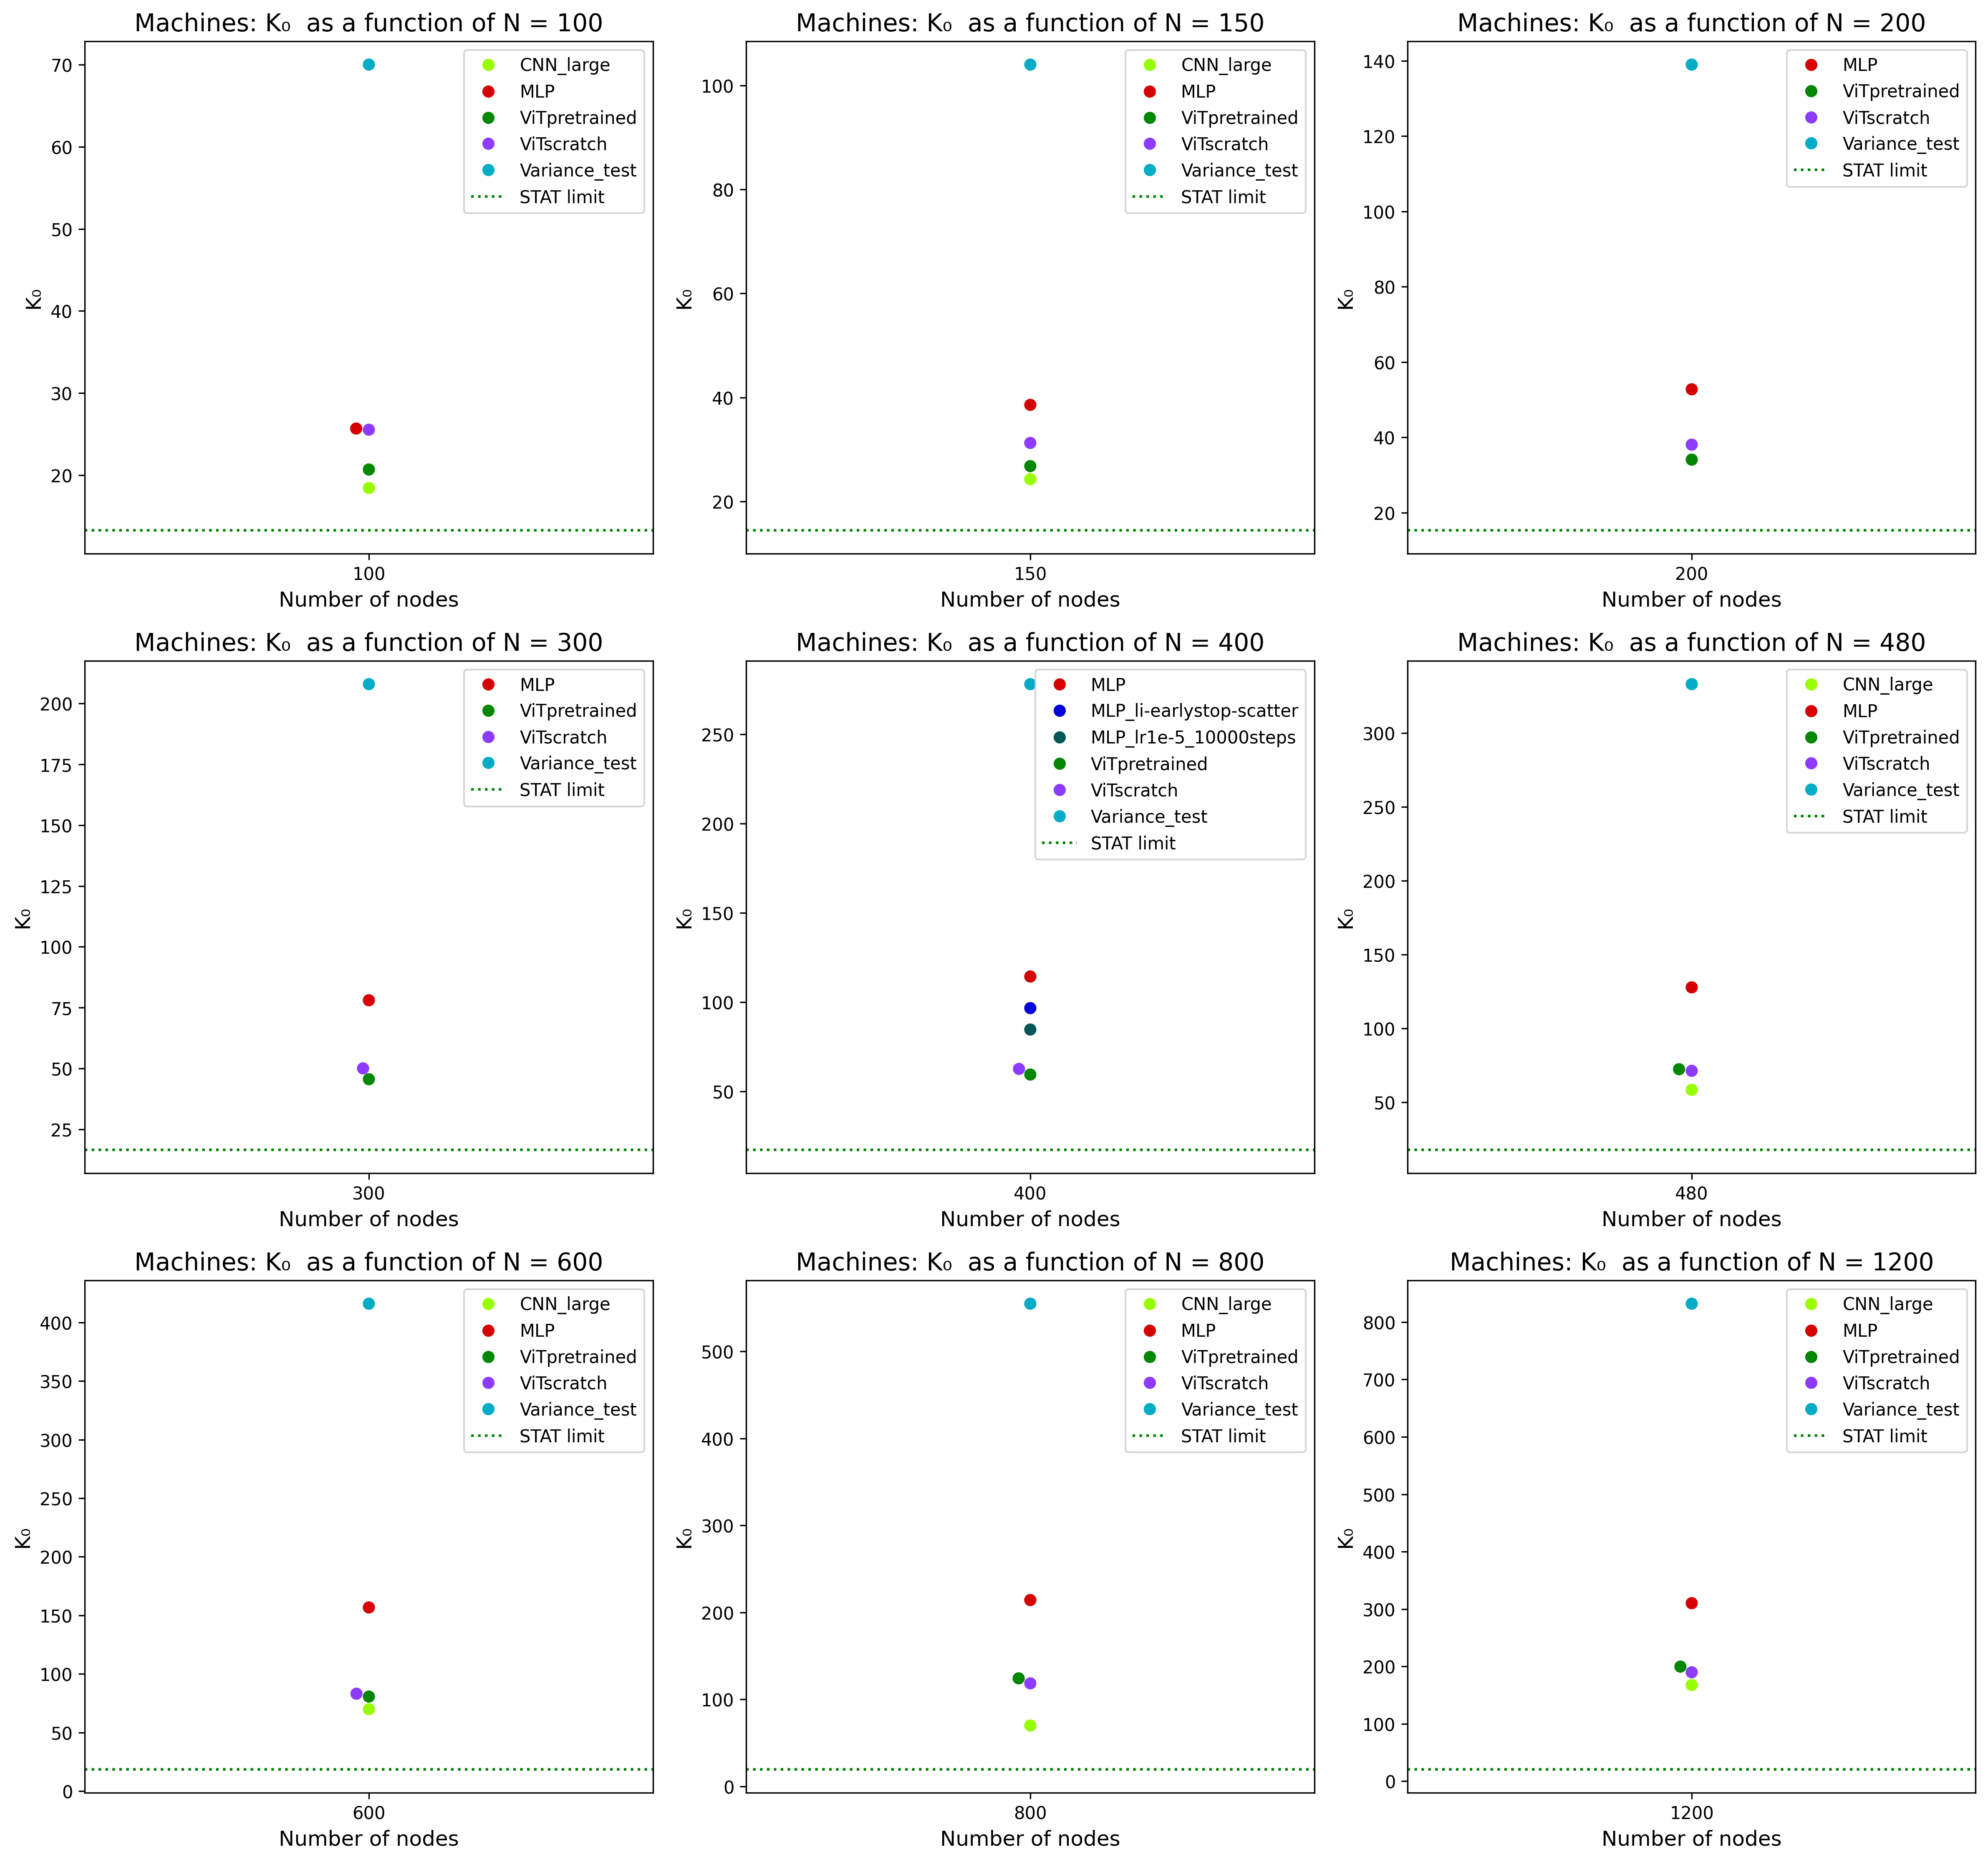 Machines: K₀ as a function of N = 100
70
60
50
40
30
20
K₀
100
Number of nodes
CNN_large
MLP
ViTpretrained
ViTscratch
Variance_test
STAT limit
Machines: K₀ as a function of N = 150
100
80
60
40
20
K₀
150
Number of nodes
CNN_large
MLP
ViTpretrained
ViTscratch
Variance_test
STAT limit
Machines: K₀ as a function of N = 200
140
120
100
80
60
40
20
K₀
200
Number of nodes
MLP
ViTpretrained
ViTscratch
Variance_test
STAT limit
Machines: K₀ as a function of N = 300
200
175
150
125
100
75
50
25
K₀
300
Number of nodes
MLP
ViTpretrained
ViTscratch
Variance_test
STAT limit
Machines: K₀ as a function of N = 400
250
200
150
100
50
K₀
400
Number of nodes
MLP
MLP_li-earlystop-scatter
MLP_lr1e-5_10000steps
ViTpretrained
ViTscratch
Variance_test
STAT limit
Machines: K₀ as a function of N = 480
300
250
200
150
100
50
K₀
480
Number of nodes
CNN_large
MLP
ViTpretrained
ViTscratch
Variance_test
STAT limit
Machines: K₀ as a function of N = 600
400
350
300
250
200
150
100
50
0
K₀
600
Number of nodes
CNN_large
MLP
ViTpretrained
ViTscratch
Variance_test
STAT limit
Machines: K₀ as a function of N = 800
500
400
300
200
100
0
K₀
800
Number of nodes
CNN_large
MLP
ViTpretrained
ViTscratch
Variance_test
STAT limit
Machines: K₀ as a function of N = 1200
800
700
600
500
400
300
200
100
0
K₀
1200
Number of nodes
CNN_large
MLP
ViTpretrained
ViTscratch
Variance_test
STAT limit